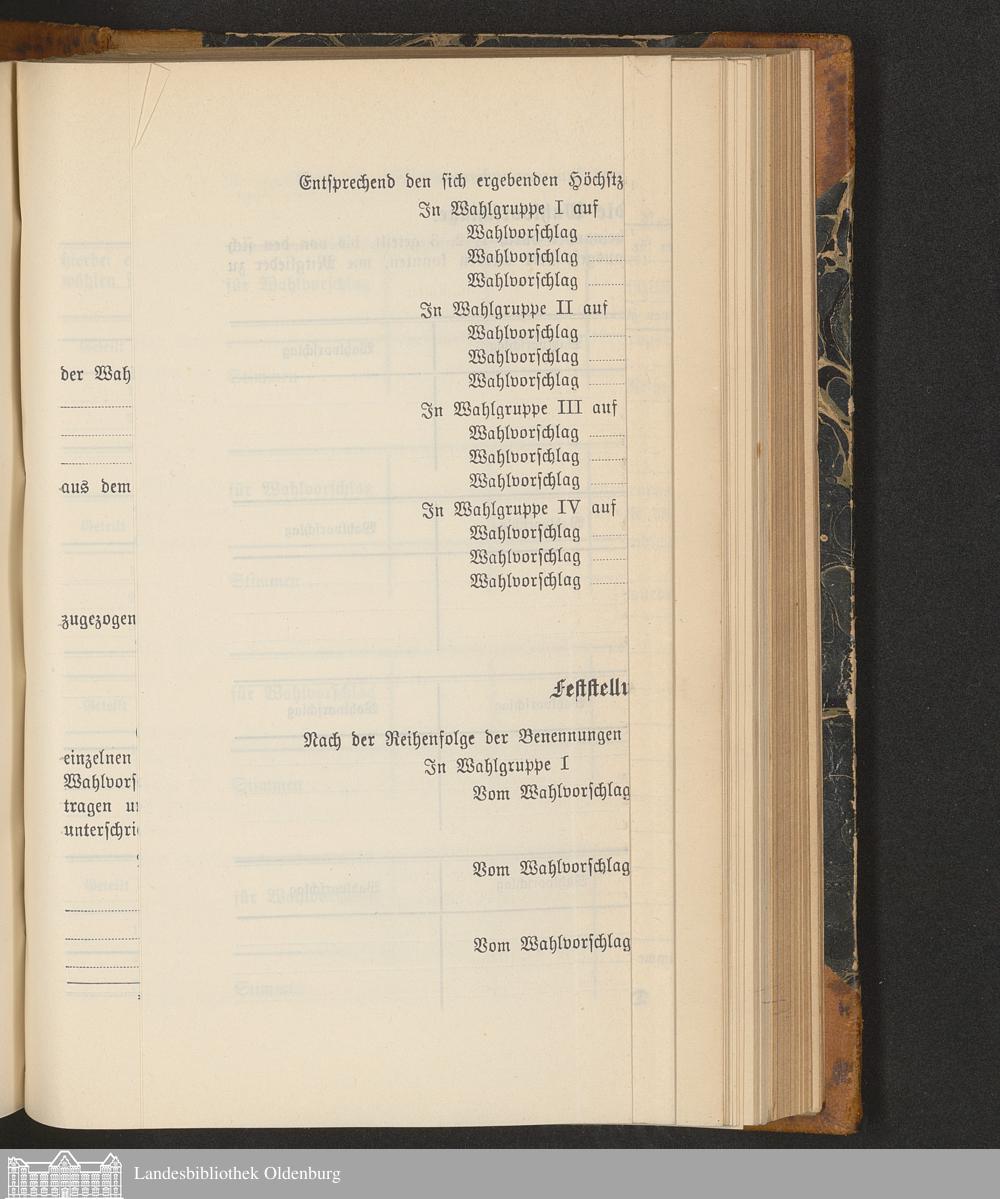 Entsprechend den sich ergebenden Höchstz
In Wahlgruppe I auf
Wahlvorschlag
Wahlvorschlag
Wahlvorschlag
In Wahlgruppe II auf
Wahlvorschlag
Wahlvorschlag
Wahlvorschlag
In Wahlgruppe III auf
Wahlvorschlag
Wahlvorschlag
Wahlvorschlag
In Wahlgruppe IV auf
Wahlvorschlag
Wahlvorschlag
Wahlvorschlag
Feststellu
Nach der Reihenfolge der Benennungen
In Wahlgruppe I
Vom Wahlvorschlag
Vom Wahlvorschlag
Vom Wahlvorschlag
der Wah
aus dem
zugezogen
einzelnen
Wahlvors
tragen un
unterschri
Landesbibliothek Oldenburg